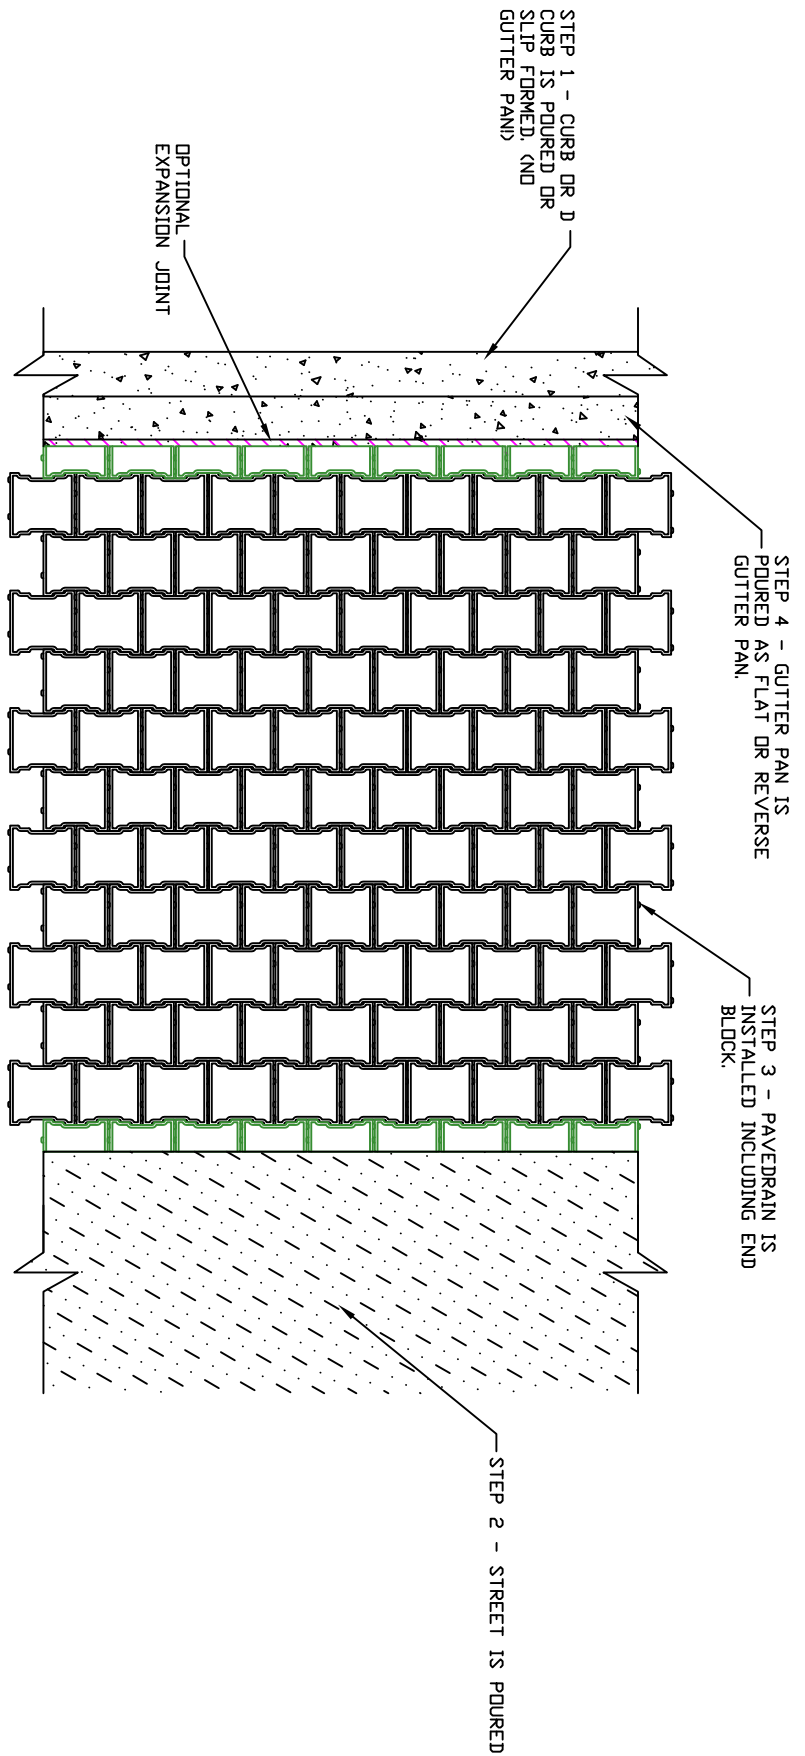 STEP 1 - CURB OR D
CURB IS POURED OR
SLIP FORMED. (NO
GUTTER PAN!)
OPTIONAL
EXPANSION JOINT
STEP 4 - GUTTER PAN IS
POURED AS FLAT OR REVERSE
GUTTER PAN.
STEP 3 - PAVEDRAIN IS
INSTALLED INCLUDING END
BLOCK.
STEP 2 - STREET IS POURED